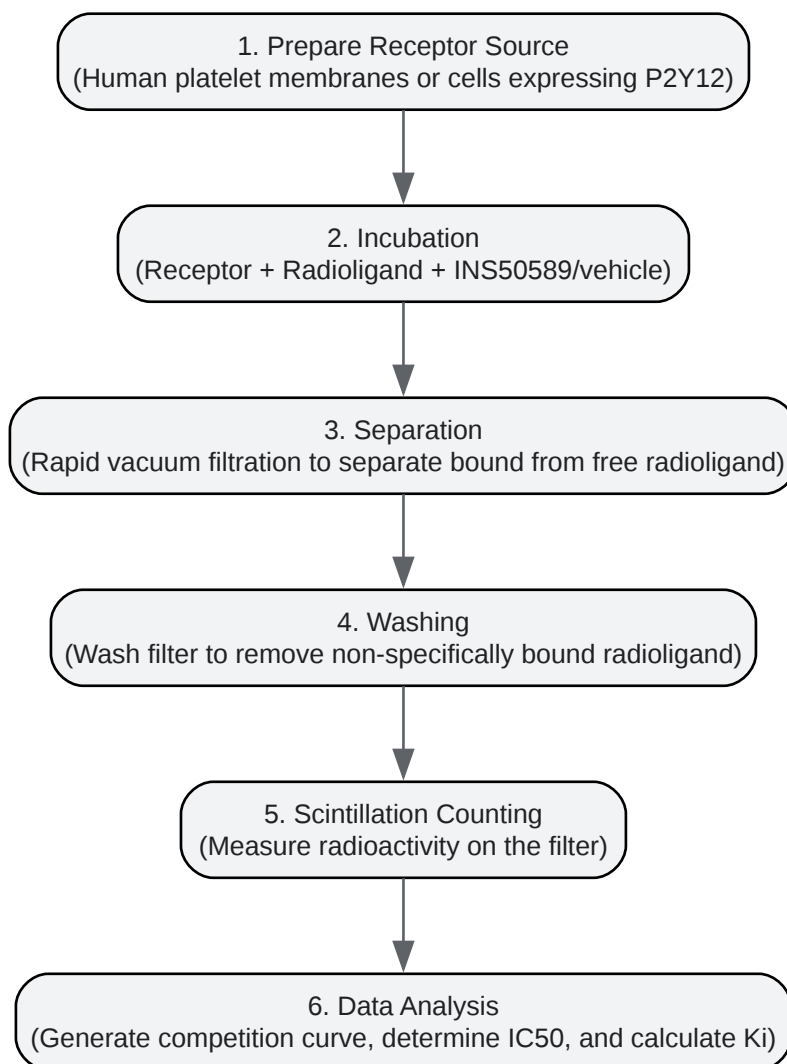 1. Prepare Receptor Source
(Human platelet membranes or cells expressing P2Y12)
2. Incubation
(Receptor + Radioligand + INS50589/vehicle)
3. Separation
(Rapid vacuum filtration to separate bound from free radioligand)
4. Washing
(Wash filter to remove non-specifically bound radioligand)
5. Scintillation Counting
(Measure radioactivity on the filter)
6. Data Analysis
(Generate competition curve, determine IC50, and calculate Ki)